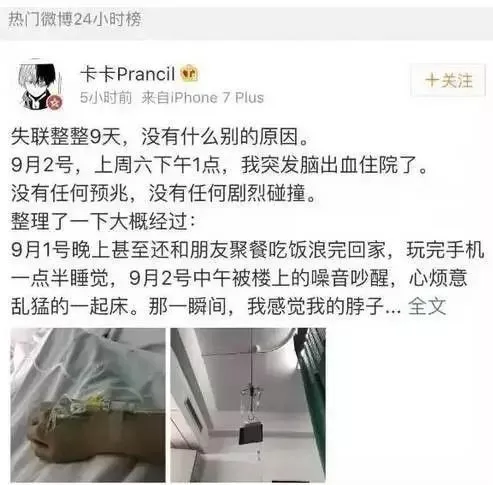 热门微博24小时榜
卡卡Prancil
+关注
5小时前 来自iPhone 7 Plus
失联整整9天，没有什么别的原因。
9月2号，上周六下午1点，我突发脑出血住院了。
没有任何预兆，没有任何剧烈碰撞。
整理了一下大概经过：
9月1号晚上甚至还和朋友聚餐吃饭浪完回家，玩完手机
一点半睡觉，9月2号中午被楼上的噪音吵醒，心烦意
乱猛的一起床。那一瞬间，我感觉我的脖子... 全文